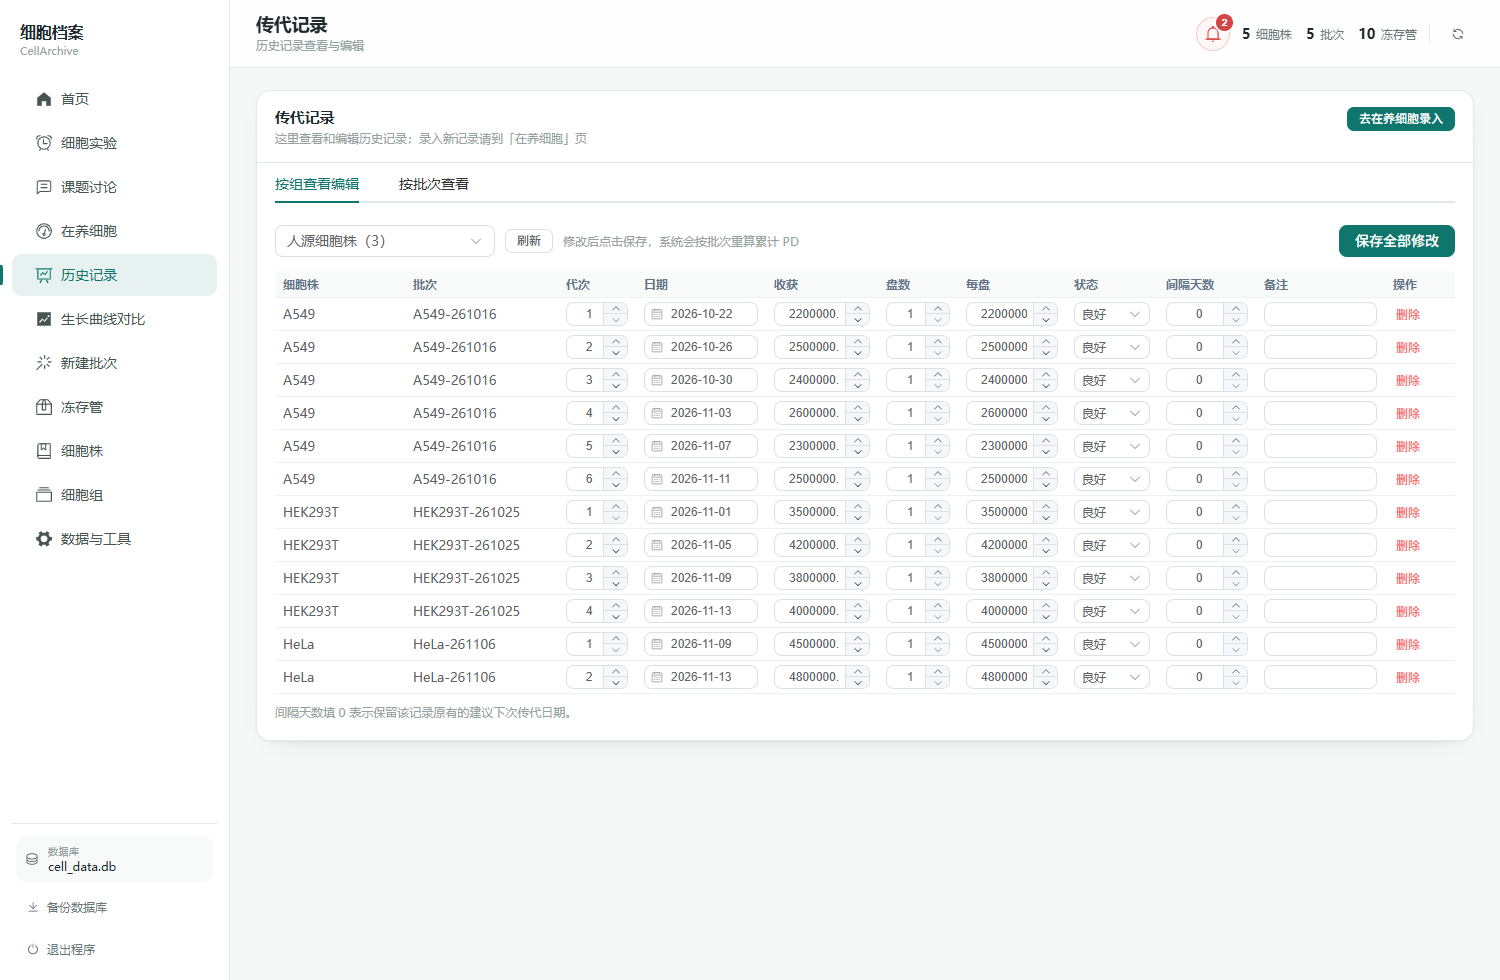 细胞档案
CellArchive
首页
细胞实验
课题讨论
在养细胞
历史记录
生长曲线对比
新建批次
冻存管
细胞株
细胞组
数据与工具
数据库
cell_data.db
备份数据库
退出程序
传代记录
历史记录查看与编辑
2
5 细胞株 5 批次 10 冻存管
传代记录
这里查看和编辑历史记录；录入新记录请到「在养细胞」页
去在养细胞录入
按组查看编辑 按批次查看
人源细胞株（3） 刷新 修改后点击保存，系统会按批次重算累计 PD 保存全部修改
细胞株 批次 代次 日期 收获 盘数 每盘 状态 间隔天数 备注 操作
A549 A549-261016 1 2026-10-22 2200000. 1 2200000 良好 0 删除
A549 A549-261016 2 2026-10-26 2500000. 1 2500000 良好 0 删除
A549 A549-261016 3 2026-10-30 2400000. 1 2400000 良好 0 删除
A549 A549-261016 4 2026-11-03 2600000. 1 2600000 良好 0 删除
A549 A549-261016 5 2026-11-07 2300000. 1 2300000 良好 0 删除
A549 A549-261016 6 2026-11-11 2500000. 1 2500000 良好 0 删除
HEK293T HEK293T-261025 1 2026-11-01 3500000. 1 3500000 良好 0 删除
HEK293T HEK293T-261025 2 2026-11-05 4200000. 1 4200000 良好 0 删除
HEK293T HEK293T-261025 3 2026-11-09 3800000. 1 3800000 良好 0 删除
HEK293T HEK293T-261025 4 2026-11-13 4000000. 1 4000000 良好 0 删除
HeLa HeLa-261106 1 2026-11-09 4500000. 1 4500000 良好 0 删除
HeLa HeLa-261106 2 2026-11-13 4800000. 1 4800000 良好 0 删除
间隔天数填 0 表示保留该记录原有的建议下次传代日期。